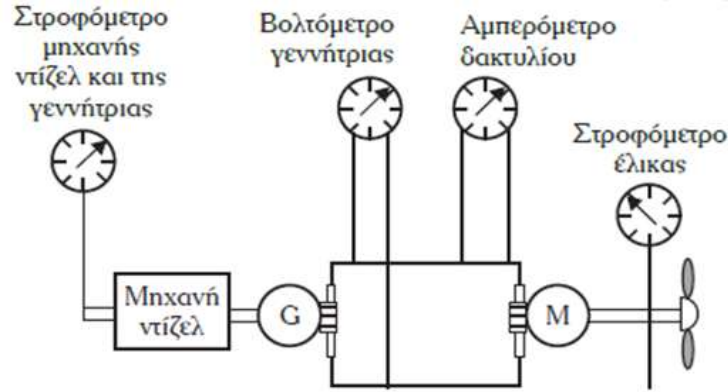 Στροφόμετρο
μηχανής
ντίζελ και της
γεννήτριας
Βολτόμετρο
γεννήτριας
Αμπερόμετρο
δακτυλίου
Στροφόμετρο
έλικας
Μηχανή
ντίζελ
G
M